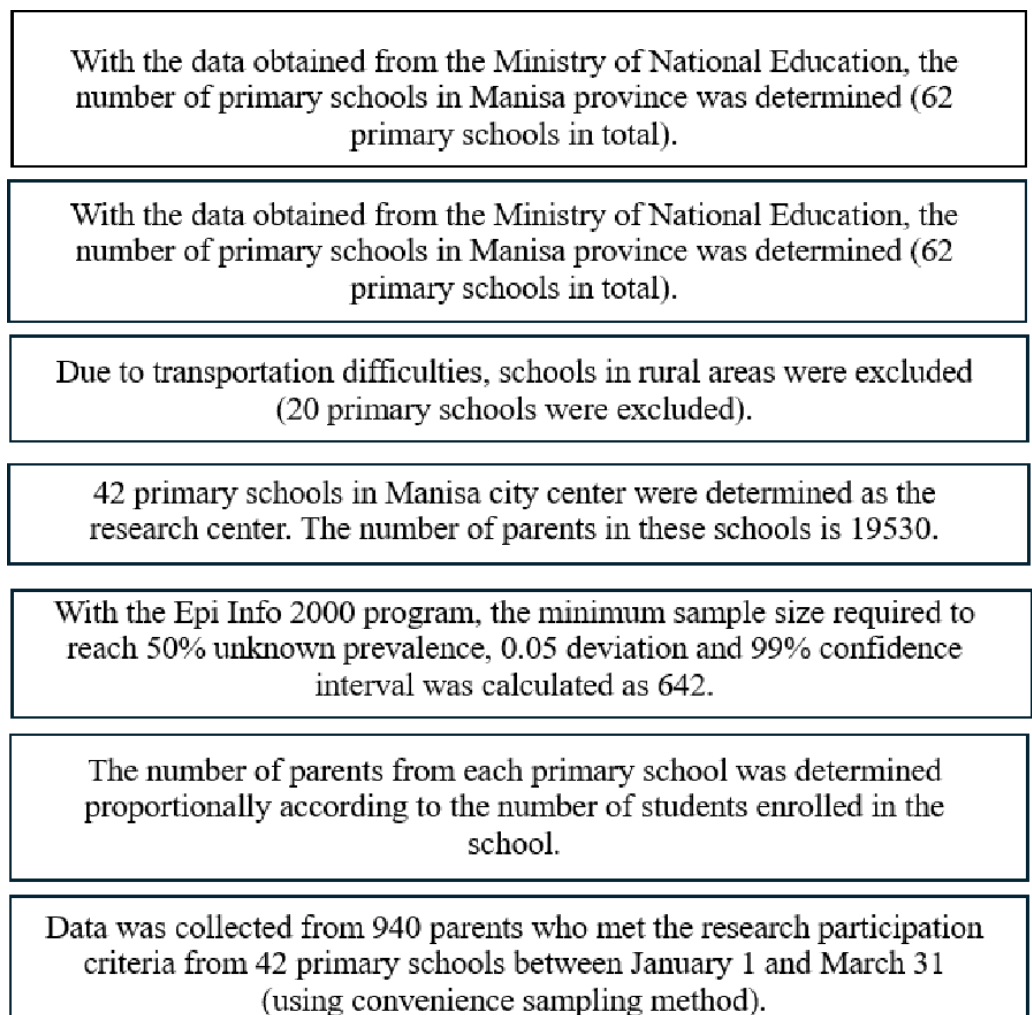 With the data obtained from the Ministry of National Education, the
number of primary schools in Manisa province was determined (62
primary schools in total).
With the data obtained from the Ministry of National Education, the
number of primary schools in Manisa province was determined (62
primary schools in total).
Due to transportation difficulties, schools in rural areas were excluded
(20 primary schools were excluded).
42 primary schools in Manisa city center were determined as the
research center. The number of parents in these schools is 19530.
With the Epi Info 2000 program, the minimum sample size required to
reach 50% unknown prevalence, 0.05 deviation and 99% confidence
interval was calculated as 642.
The number of parents from each primary school was determined
proportionally according to the number of students enrolled in the
school.
Data was collected from 940 parents who met the research participation
criteria from 42 primary schools between January 1 and March 31
(using convenience sampling method).